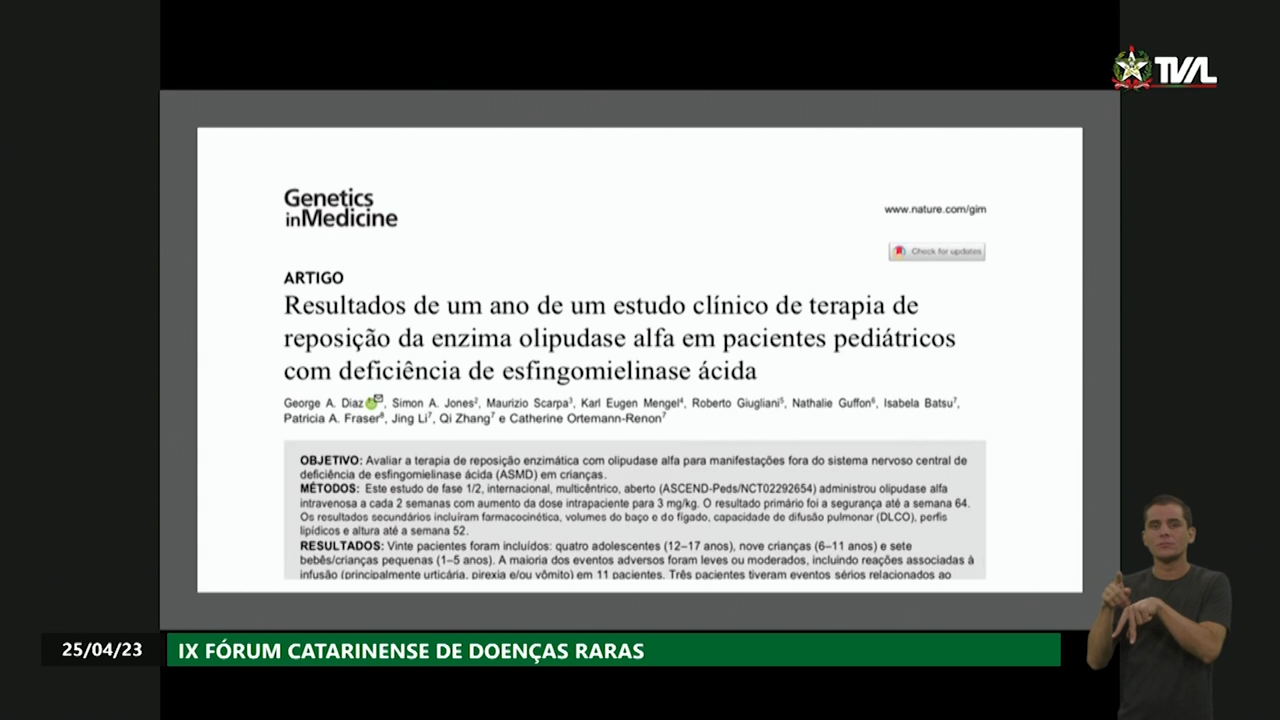 TVAL
Genetics
inMedicine
www.nature.com/gim
Check for updates
ARTIGO
Resultados de um ano de um estudo clínico de terapia de
reposição da enzima olipudase alfa em pacientes pediátricos
com deficiência de esfingomielinase ácida
George A. Diaz, Simon A. Jones², Maurizio Scarpa³, Karl Eugen Mengel⁴, Roberto Giugliani⁵, Nathalie Guffon⁶, Isabela Batsu⁷,
Patricia A. Fraser⁸, Jing Li⁷, Qi Zhang⁷ e Catherine Ortemann-Renon⁷
OBJETIVO: Avaliar a terapia de reposição enzimática com olipudase alfa para manifestações fora do sistema nervoso central de
deficiência de esfingomielinase ácida (ASMD) em crianças.
MÉTODOS: Este estudo de fase 1/2, internacional, multicêntrico, aberto (ASCEND-Peds/NCT02292654) administrou olipudase alfa
intravenosa a cada 2 semanas com aumento da dose intrapaciente para 3 mg/kg. O resultado primário foi a segurança até a semana 64.
Os resultados secundários incluíram farmacocinética, volumes do baço e do fígado, capacidade de difusão pulmonar (DLCO), perfis
lipídicos e altura até a semana 52.
RESULTADOS: Vinte pacientes foram incluídos: quatro adolescentes (12–17 anos), nove crianças (6–11 anos) e sete
bebês/crianças pequenas (1–5 anos). A maioria dos eventos adversos foram leves ou moderados, incluindo reações associadas à
infusão (principalmente urticária, pirexia e/ou vômito) em 11 pacientes. Três pacientes tiveram eventos sérios relacionados ao
25/04/23
IX FÓRUM CATARINENSE DE DOENÇAS RARAS